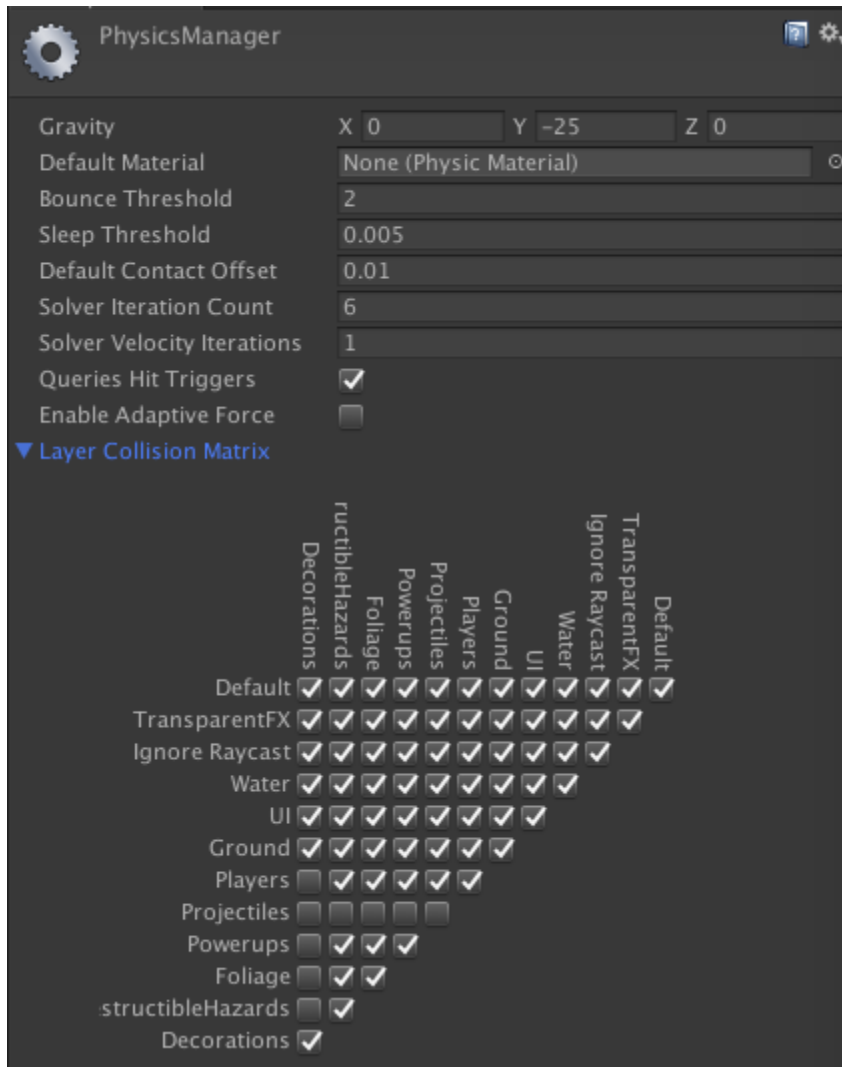 PhysicsManager
Gravity X 0 Y -25 Z 0
Default Material None (Physic Material)
Bounce Threshold 2
Sleep Threshold 0.005
Default Contact Offset 0.01
Solver Iteration Count 6
Solver Velocity Iterations 1
Queries Hit Triggers
Enable Adaptive Force
Layer Collision Matrix
Decorations
ructibleHazards
Foliage
Powerups
Projectiles
Players
Ground
UI
Water
Ignore Raycast
TransparentFX
Default
Default
TransparentFX
Ignore Raycast
Water
UI
Ground
Players
Projectiles
Powerups
Foliage
structibleHazards
Decorations